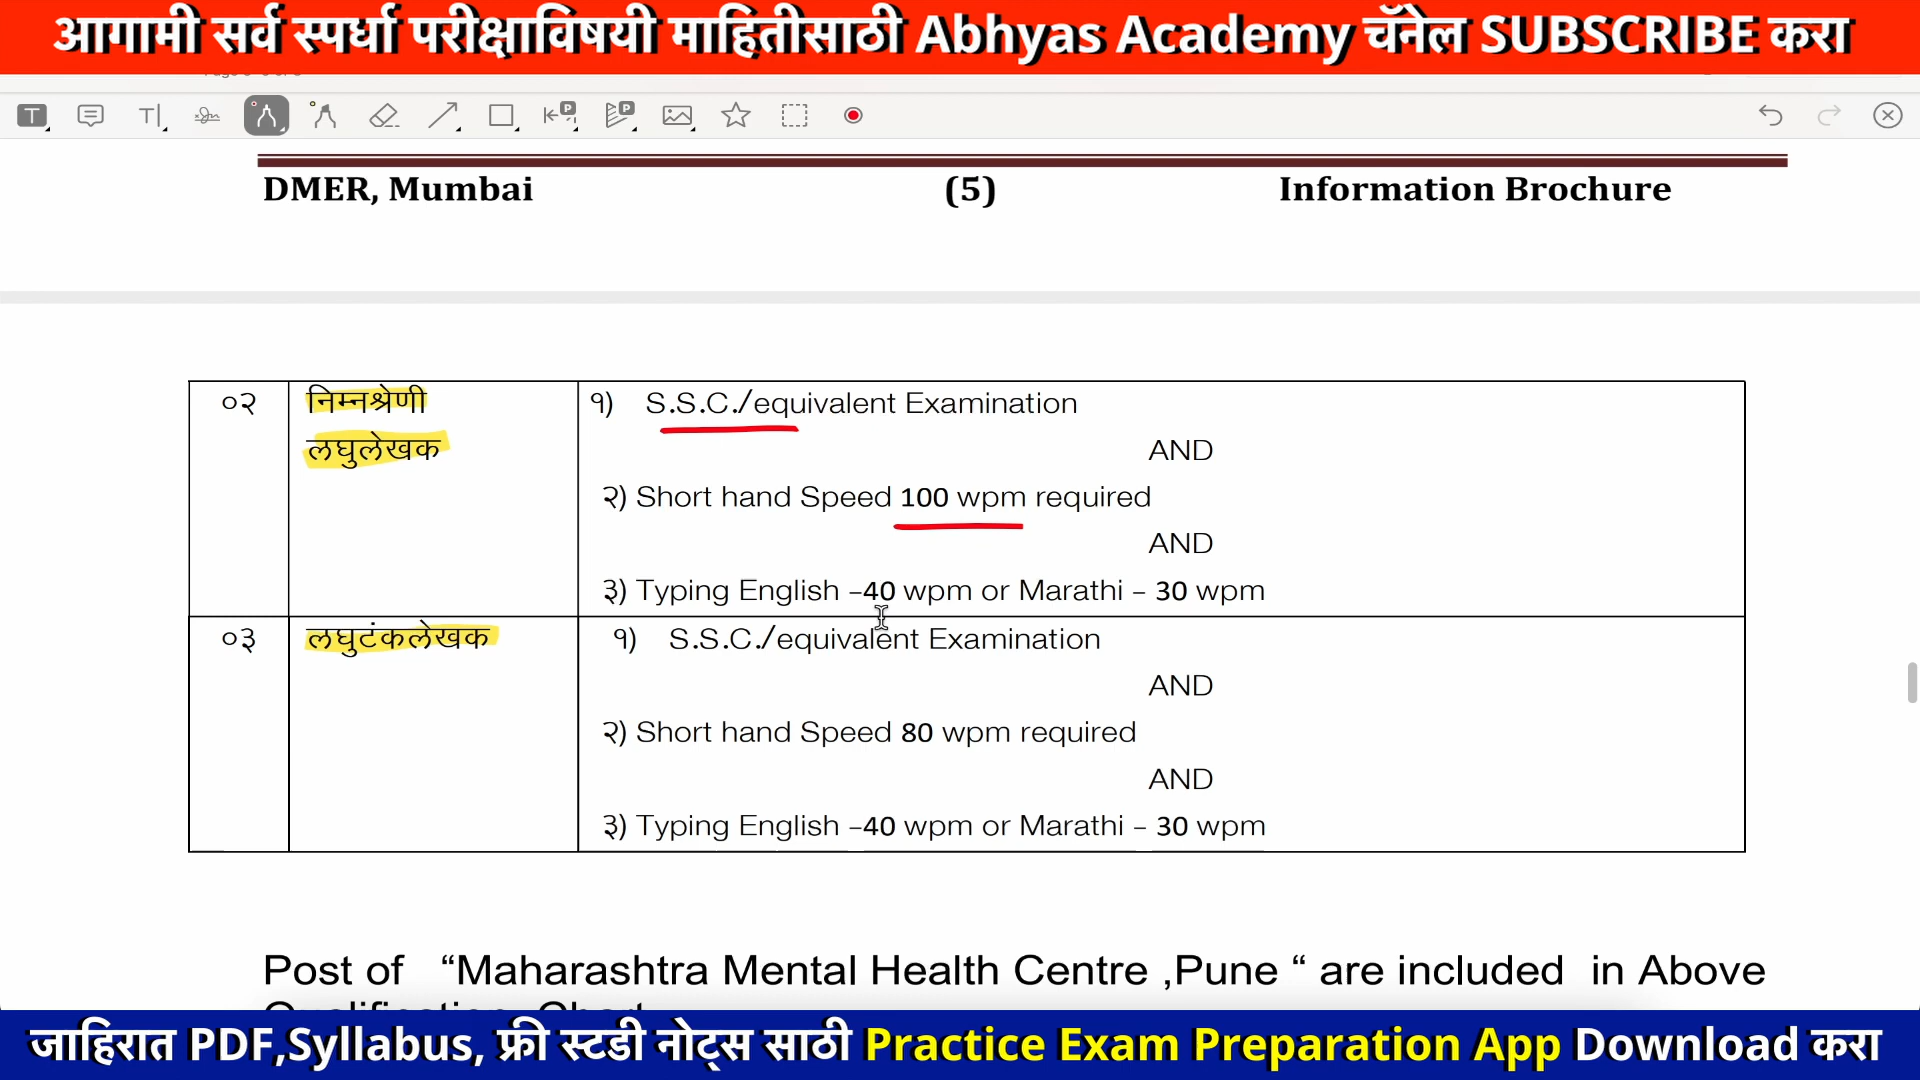 आगामी सर्व स्पर्धा परीक्षाविषयी माहितीसाठी Abhyas Academy चॅनेल SUBSCRIBE करा
DMER, Mumbai (5) Information Brochure
०२ निम्नश्रेणी १) S.S.C./equivalent Examination
लघुलेखक AND
२) Short hand Speed 100 wpm required
AND
३) Typing English –40 wpm or Marathi – 30 wpm
०३ लघुटंकलेखक १) S.S.C./equivalent Examination
AND
२) Short hand Speed 80 wpm required
AND
३) Typing English –40 wpm or Marathi – 30 wpm
Post of “Maharashtra Mental Health Centre ,Pune “ are included in Above
जाहिरात PDF,Syllabus, फ्री स्टडी नोट्स साठी Practice Exam Preparation App Download करा